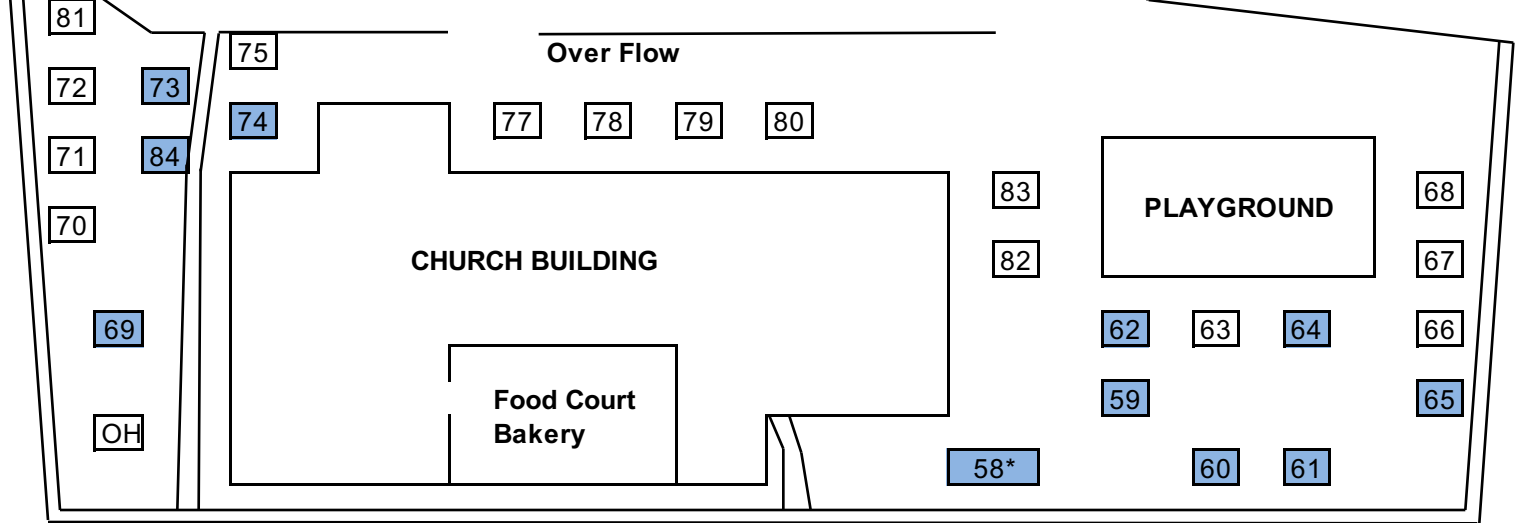 81
75
Over Flow
72 73
74 77 78 79 80
71 84
83 PLAYGROUND 68
70
CHURCH BUILDING 82 67
69 62 63 64 66
Food Court 59 65
Bakery
OH
58* 60 61